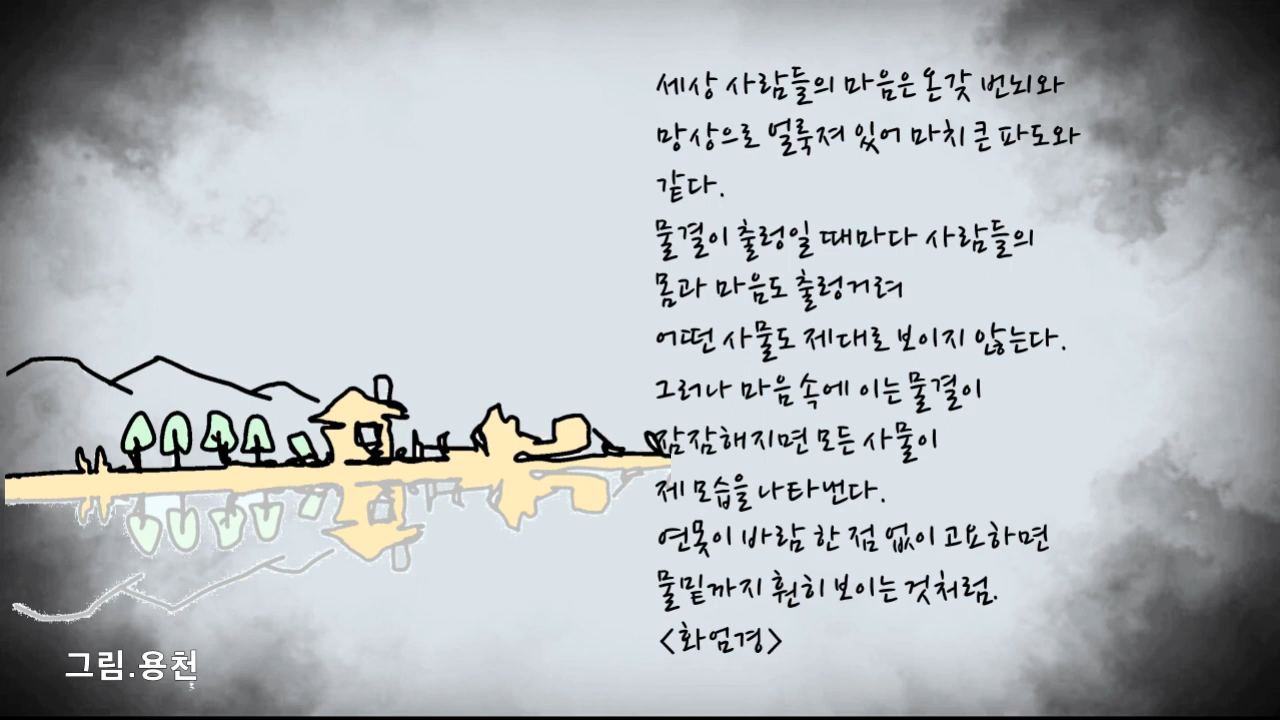 세상 사람들의 마음은 온갖 번뇌와
망상으로 얼룩져 있어 마치 큰 파도와
같다.
물결이 출렁일 때마다 사람들의
몸과 마음도 출렁거려
어떤 사물도 제대로 보이지 않는다.
그러나 마음 속에 이는 물결이
잠잠해지면 모든 사물이
제 모습을 나타낸다.
연못이 바람 한 점 없이 고요하면
물밑까지 훤히 보이는 것처럼.
<화엄경>
그림.용천